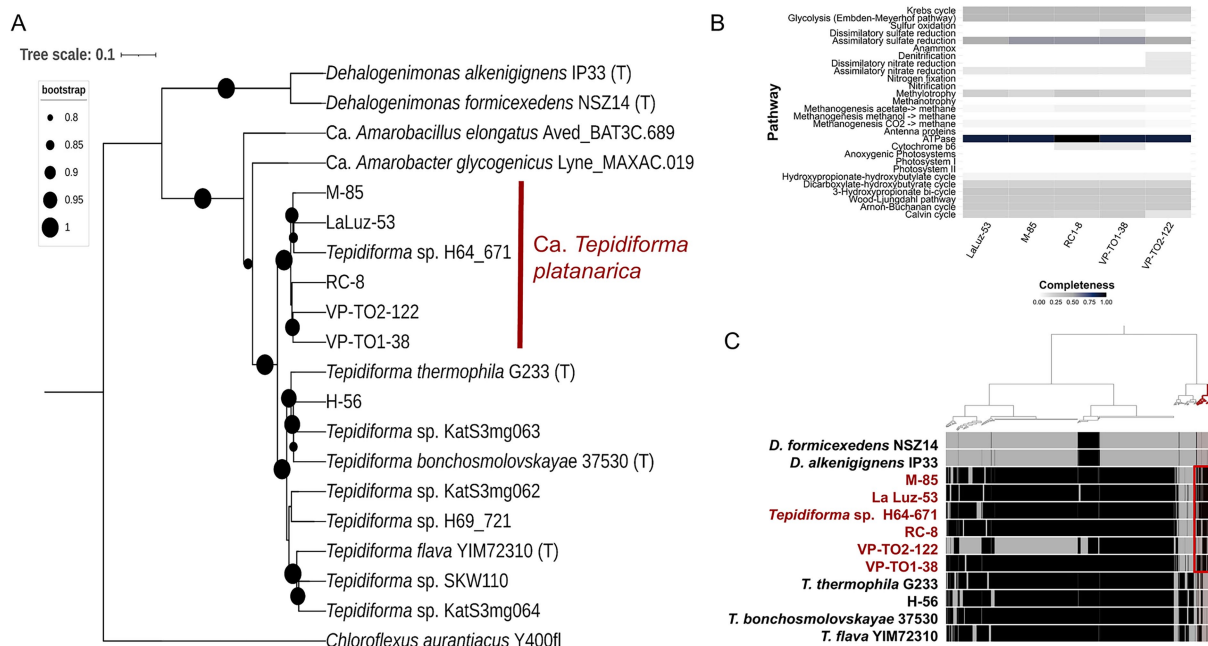 A
Tree scale: 0.1
bootstrap
0.8
0.85
0.9
0.95
1
Dehalogenimonas alkenigignens IP33 (T)
Dehalogenimonas formicexedens NSZ14 (T)
Ca. Amarobacillus elongatus Aved_BAT3C.689
Ca. Amarobacter glycogenicus Lyne_MAXAC.019
M-85
LaLuz-53
Tepidiforma sp. H64_671
RC-8
VP-TO2-122
VP-TO1-38
Ca. Tepidiforma
platanarica
Tepidiforma thermophila G233 (T)
H-56
Tepidiforma sp. KatS3mg063
Tepidiforma bonchosmolovskayae 37530 (T)
Tepidiforma sp. KatS3mg062
Tepidiforma sp. H69_721
Tepidiforma flava YIM72310 (T)
Tepidiforma sp. SKW110
Tepidiforma sp. KatS3mg064
Chloroflexus aurantiacus Y400fl
B
Pathway
Krebs cycle
Glycolysis (Embden-Meyerhof pathway)
Sulfur oxidation
Dissimilatory sulfate reduction
Assimilatory sulfate reduction
Anammox
Denitrification
Dissimilatory nitrate reduction
Assimilatory nitrate reduction
Nitrogen fixation
Nitrification
Methylotrophy
Methanotrophy
Methanogenesis acetate-> methane
Methanogenesis methanol -> methane
Methanogenesis CO2 -> methane
Antenna proteins
ATPase
Cytochrome b6
Anoxygenic Photosystems
Photosystem I
Photosystem II
Hydroxypropionate-hydroxybutylate cycle
Dicarboxylate-hydroxybutyrate cycle
3-Hydroxypropionate bi-cycle
Wood-Ljungdahl pathway
Arnon-Buchanan cycle
Calvin cycle
LaLuz-53
M-85
RC1-8
VP-TO1-38
VP-TO2-122
Completeness
0.00 0.25 0.50 0.75 1.00
C
D. formicexedens NSZ14
D. alkenigignens IP33
M-85
La Luz-53
Tepidiforma sp. H64-671
RC-8
VP-TO2-122
VP-TO1-38
T. thermophila G233
H-56
T. bonchosmolovskayae 37530
T. flava YIM72310